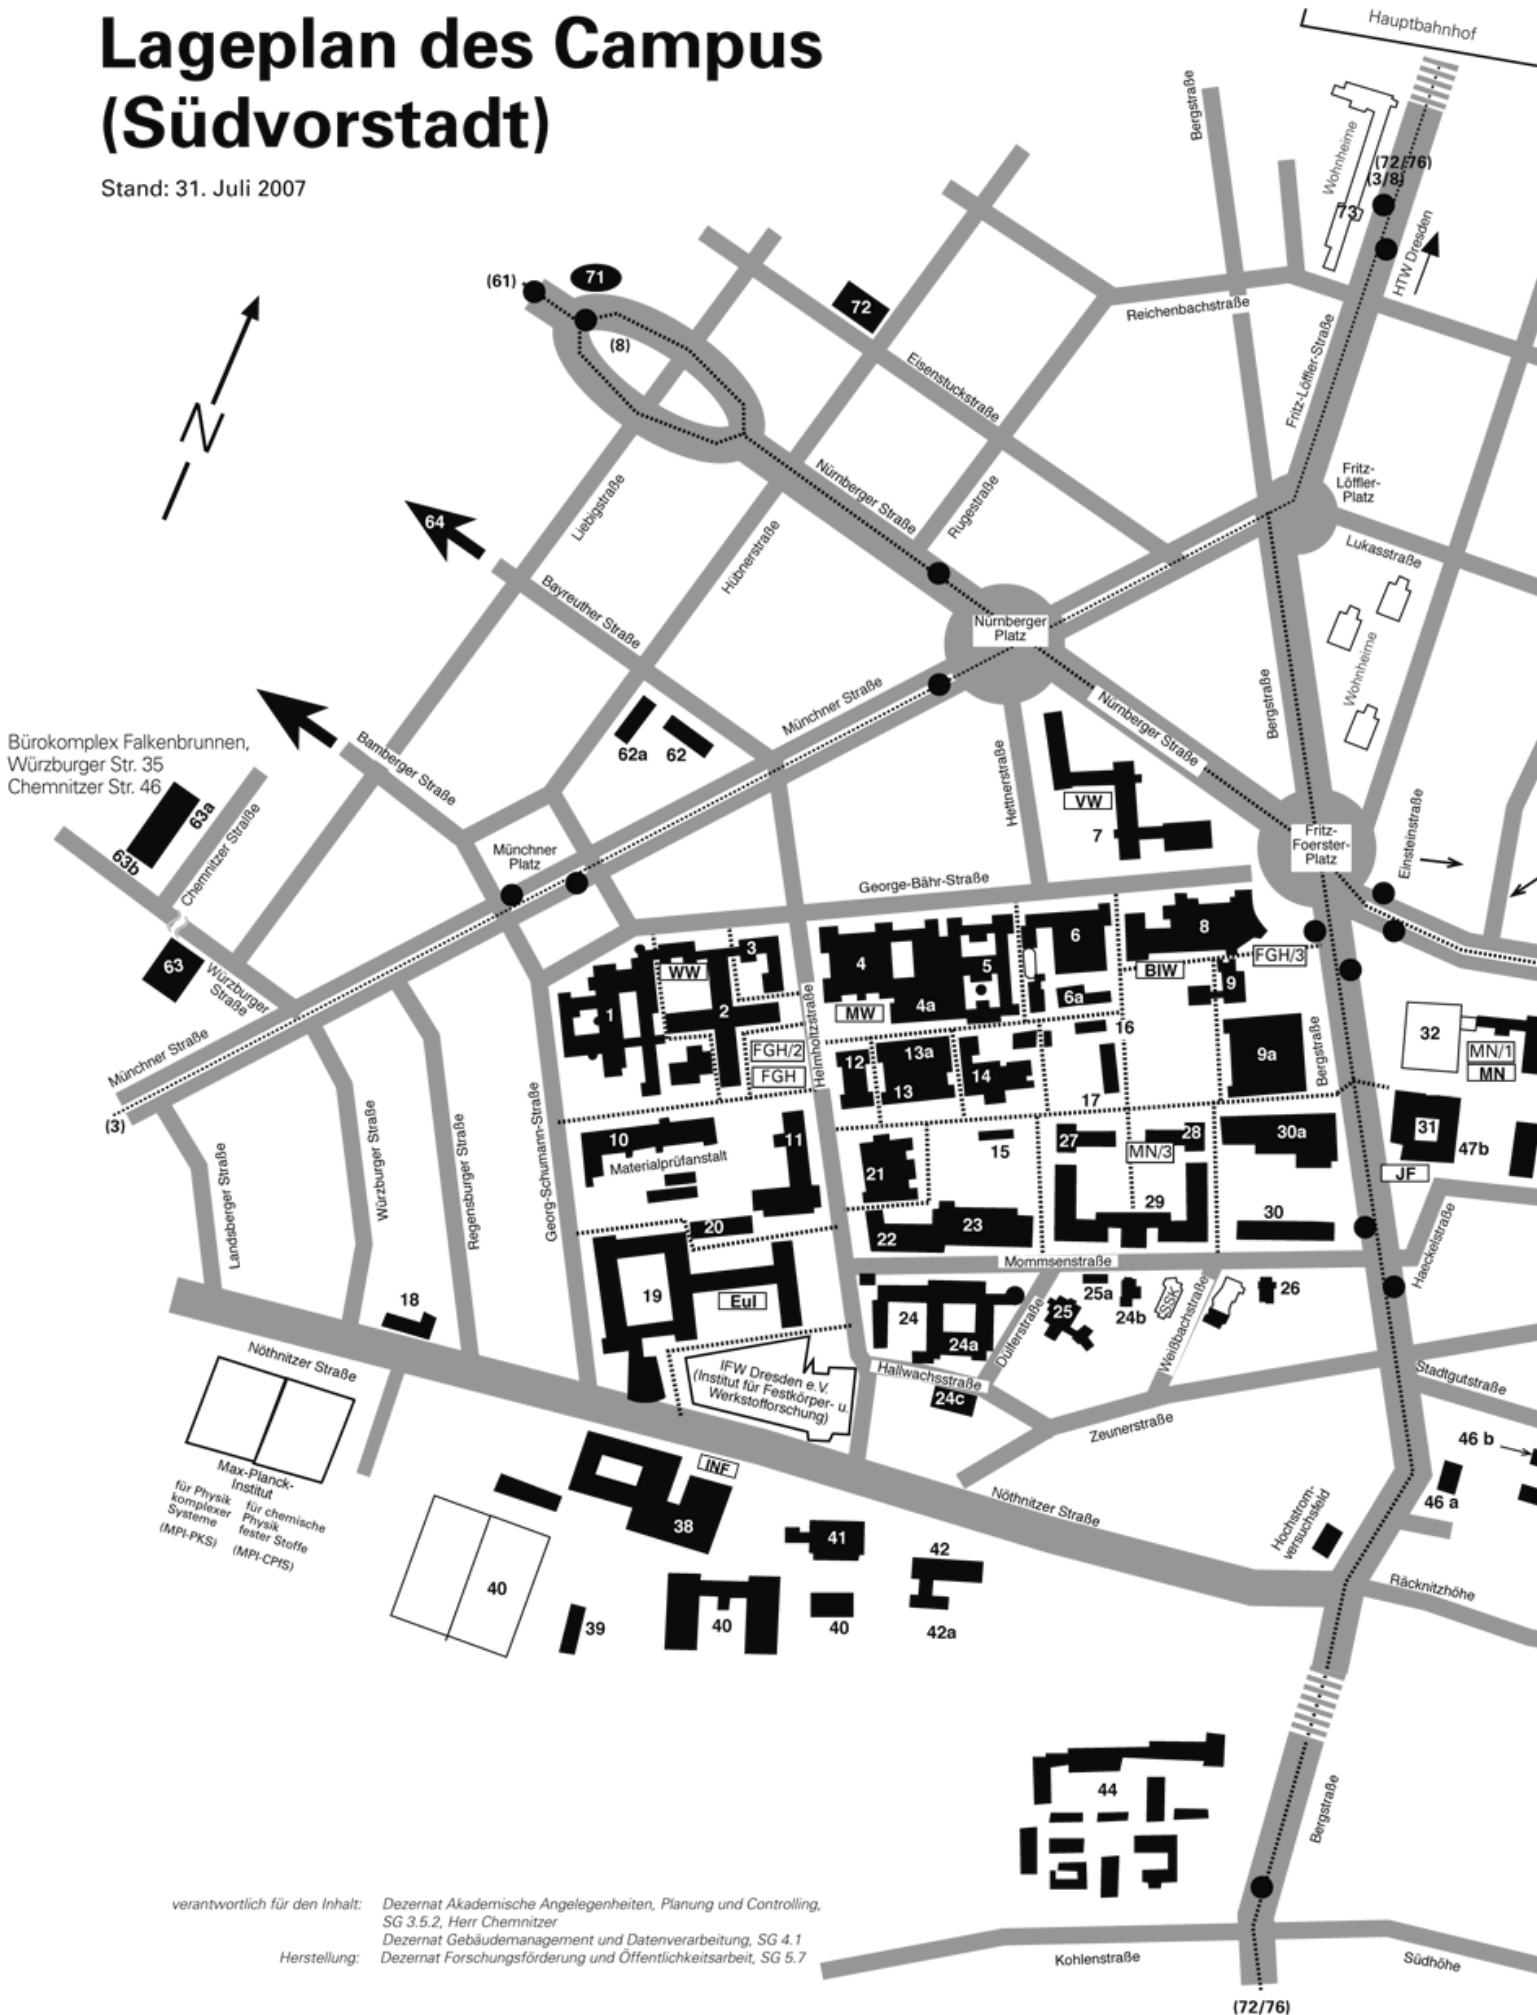 Lageplan des Campus
(Südvorstadt)
Stand: 31. Juli 2007
Hauptbahnhof
Bergstraße
Wohnheime
(72/76)
(3/8)
73
HTW Dresden
Reichenbachstraße
Fritz-Löffler-Straße
(61)
71
(8)
72
Eisenstuckstraße
Nürnberger Straße
Rugestraße
Fritz-
Löffler-
Platz
Lukasstraße
64
Liebigstraße
Hübnerstraße
Bayreuther Straße
Nürnberger
Platz
Wohnheime
Bergstraße
Münchner Straße
Nürnberger Straße
62a
62
Hettnerstraße
VW
7
Fritz-
Foerster-
Platz
Einsteinstraße
Bamberger Straße
Bürokomplex Falkenbrunnen,
Würzburger Str. 35
Chemnitzer Str. 46
63a
63b
Chemnitzer Straße
Münchner
Platz
George-Bähr-Straße
63
Würzburger
Straße
Münchner Straße
(3)
WW
3
1
2
FGH/2
FGH
Helmholtzstraße
4
5
4a
MW
6
6a
8
BIW
FGH/3
9
9a
16
12
13a
13
14
17
Bergstraße
32
MN/1
MN
31
47b
JF
10
Materialprüfanstalt
11
15
27
28
MN/3
30a
21
29
30
20
22
23
Mommsenstraße
Landsberger Straße
Würzburger Straße
Regensburger Straße
Georg-Schumann-Straße
19
EuI
24
24a
24c
25
25a
24b
SSK
26
Dülferstraße
Weißbachstraße
Haeckelstraße
18
Nöthnitzer Straße
IFW Dresden e.V.
(Institut für Festkörper- u.
Werkstofforschung)
Hallwachsstraße
Zeunerstraße
Stadtgutstraße
Max-Planck-
Institut
für Physik
komplexer
Systeme
(MPI-PKS)
für chemische
Physik
fester Stoffe
(MPI-CPfS)
INF
38
41
42
42a
40
39
40
40
Nöthnitzer Straße
Hochstrom-
versuchsfeld
46 b
46 a
Räcknitzhöhe
44
Bergstraße
verantwortlich für den Inhalt: Dezernat Akademische Angelegenheiten, Planung und Controlling,
SG 3.5.2, Herr Chemnitzer
Dezernat Gebäudemanagement und Datenverarbeitung, SG 4.1
Herstellung: Dezernat Forschungsförderung und Öffentlichkeitsarbeit, SG 5.7
Kohlenstraße
Südhöhe
(72/76)